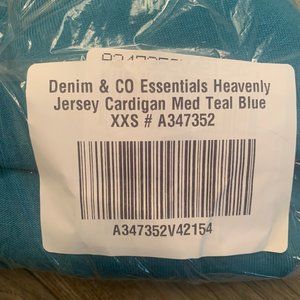 Denim & CO Essentials Heavenly
Jersey Cardigan Med Teal Blue
XXS # A347352
A347352V42154